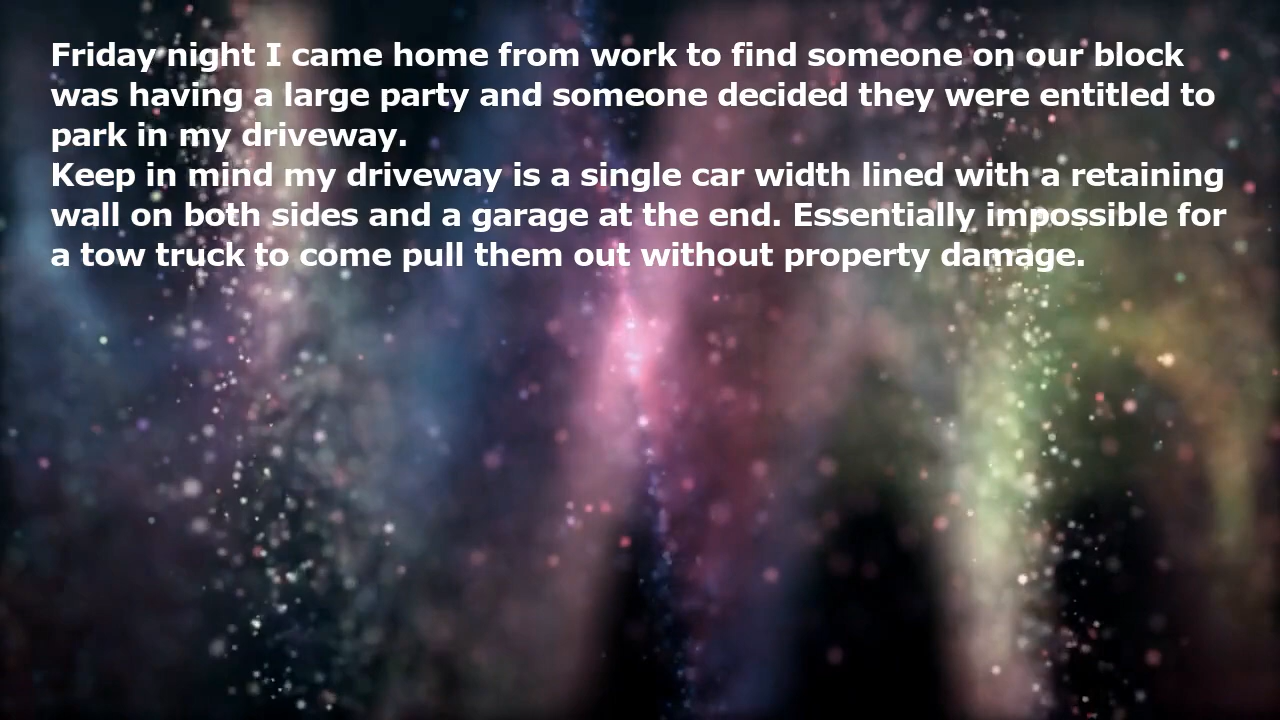 Friday night I came home from work to find someone on our block
was having a large party and someone decided they were entitled to
park in my driveway.
Keep in mind my driveway is a single car width lined with a retaining
wall on both sides and a garage at the end. Essentially impossible for
a tow truck to come pull them out without property damage.